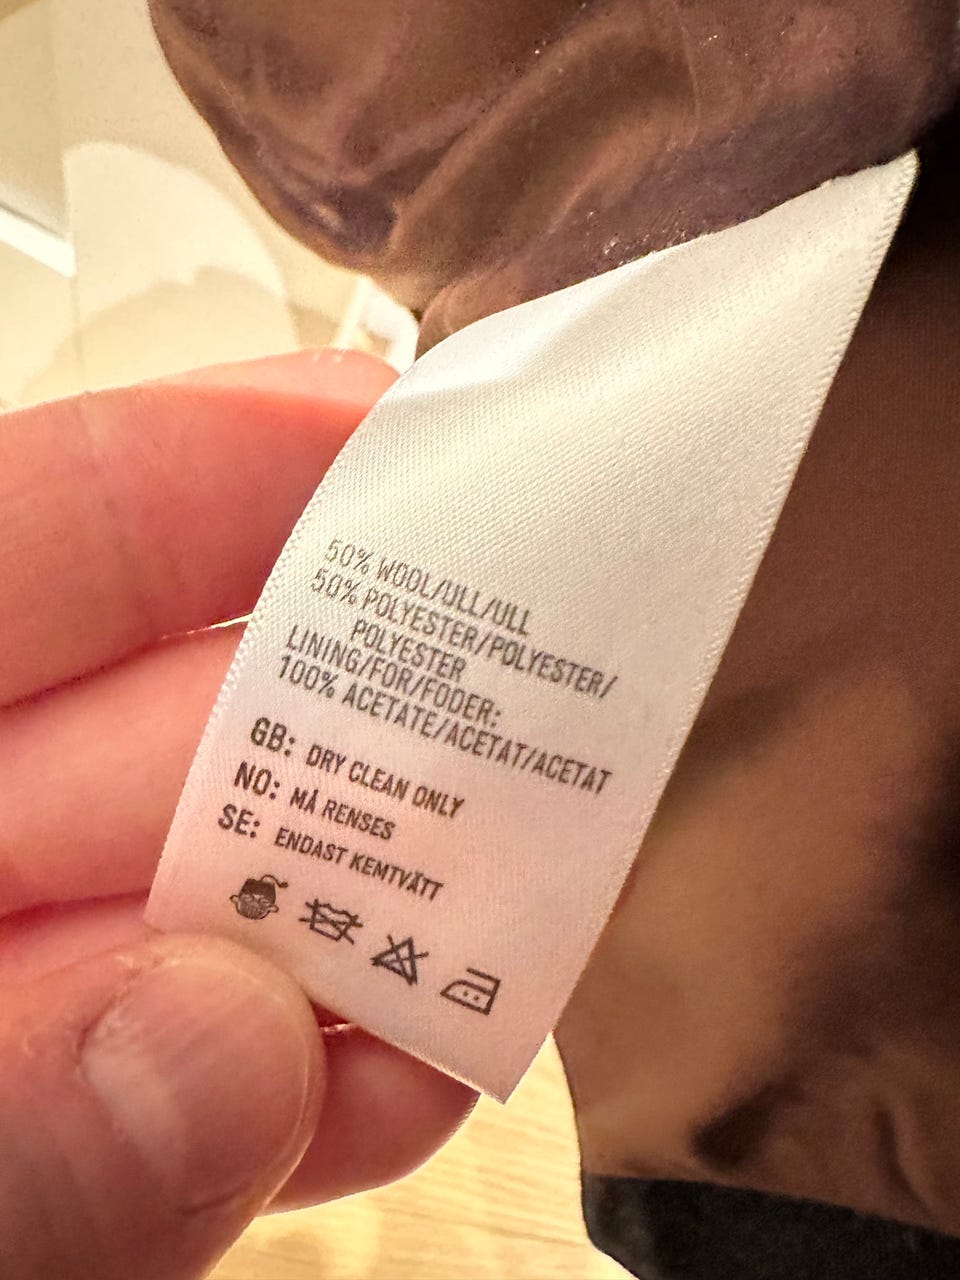 50% WOOL/ULL/ULL
50% POLYESTER/POLYESTER/
POLYESTER
LINING/FOR/FODER:
100% ACETATE/ACETAT/ACETAT
GB: DRY CLEAN ONLY
NO: MÅ RENSES
SE: ENDAST KEMTVÄTT